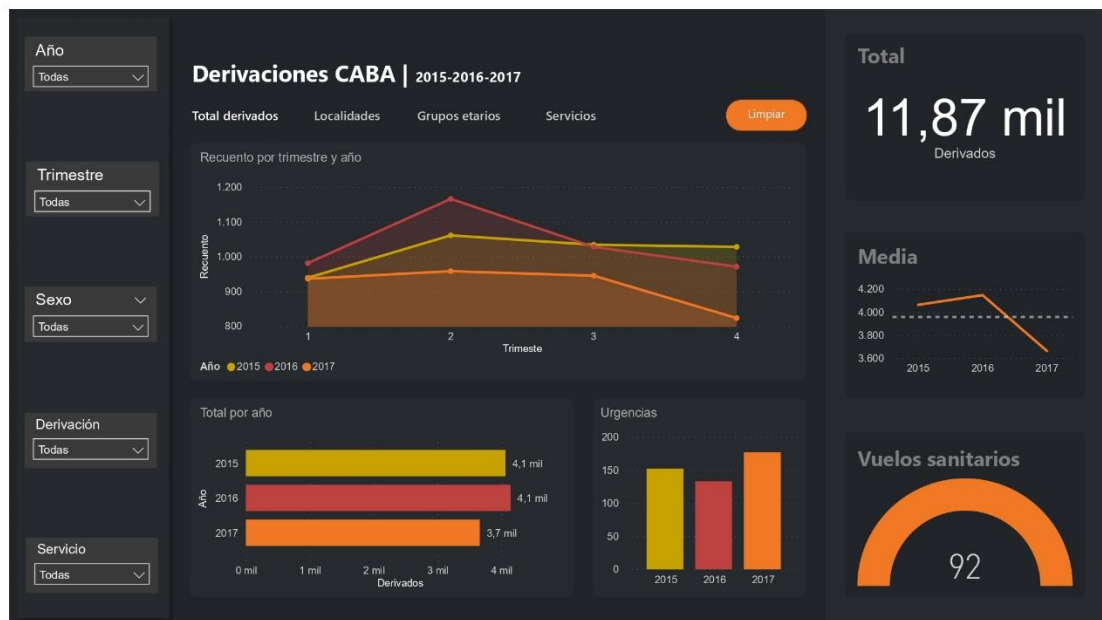 Año
Todas
Trimestre
Todas
Sexo
Todas
Derivación
Todas
Servicio
Todas
Derivaciones CABA | 2015-2016-2017
Total derivados Localidades Grupos etarios Servicios Limpiar
Recuento por trimestre y año
1.200
1.100
1.000
900
800
Recuento
1 2 3 4
Trimeste
Año 2015 2016 2017
Total por año
Año
2015 4,1 mil
2016 4,1 mil
2017 3,7 mil
0 mil 1 mil 2 mil 3 mil 4 mil
Derivados
Urgencias
200
150
100
50
0
2015 2016 2017
Total
11,87 mil
Derivados
Media
4.200
4.000
3.800
3.600
2015 2016 2017
Vuelos sanitarios
92